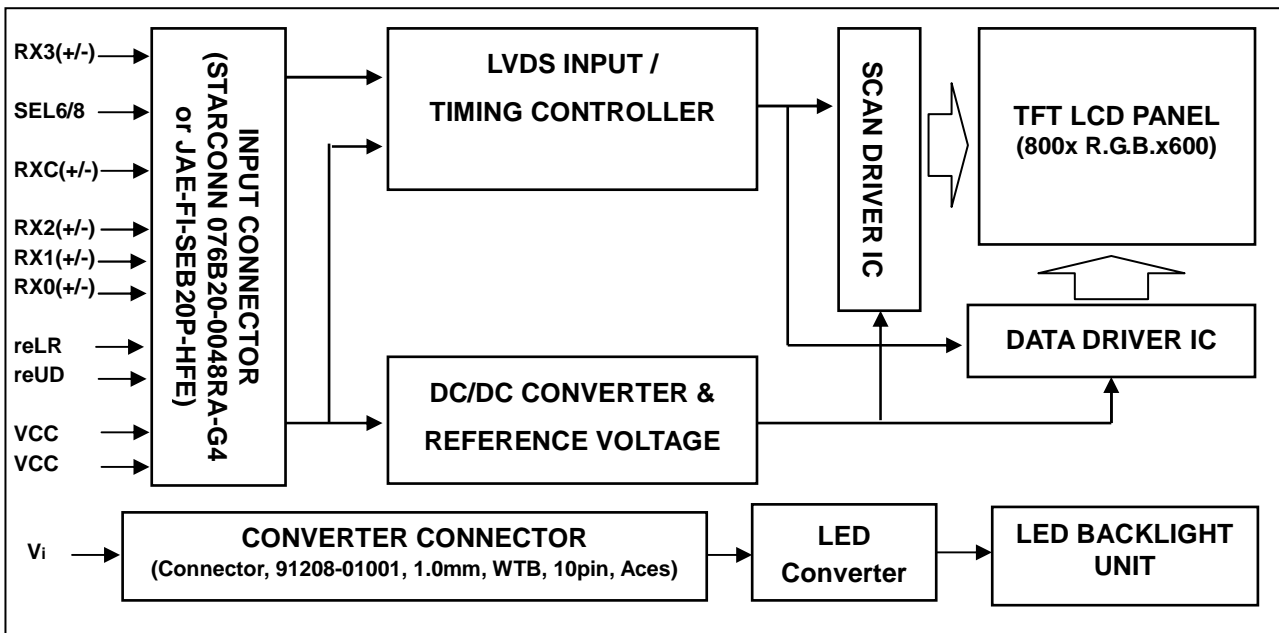 RX3(+/-)
SEL6/8
RXC(+/-)
RX2(+/-)
RX1(+/-)
RX0(+/-)
reLR
reUD
VCC
VCC
INPUT CONNECTOR
(STARCONN 076B20-0048RA-G4
or JAE-FI-SEB20P-HFE)
LVDS INPUT /
TIMING CONTROLLER
DC/DC CONVERTER &
REFERENCE VOLTAGE
SCAN DRIVER IC
TFT LCD PANEL
(800x R.G.B.x600)
DATA DRIVER IC
Vi
CONVERTER CONNECTOR
(Connector, 91208-01001, 1.0mm, WTB, 10pin, Aces)
LED
Converter
LED BACKLIGHT
UNIT